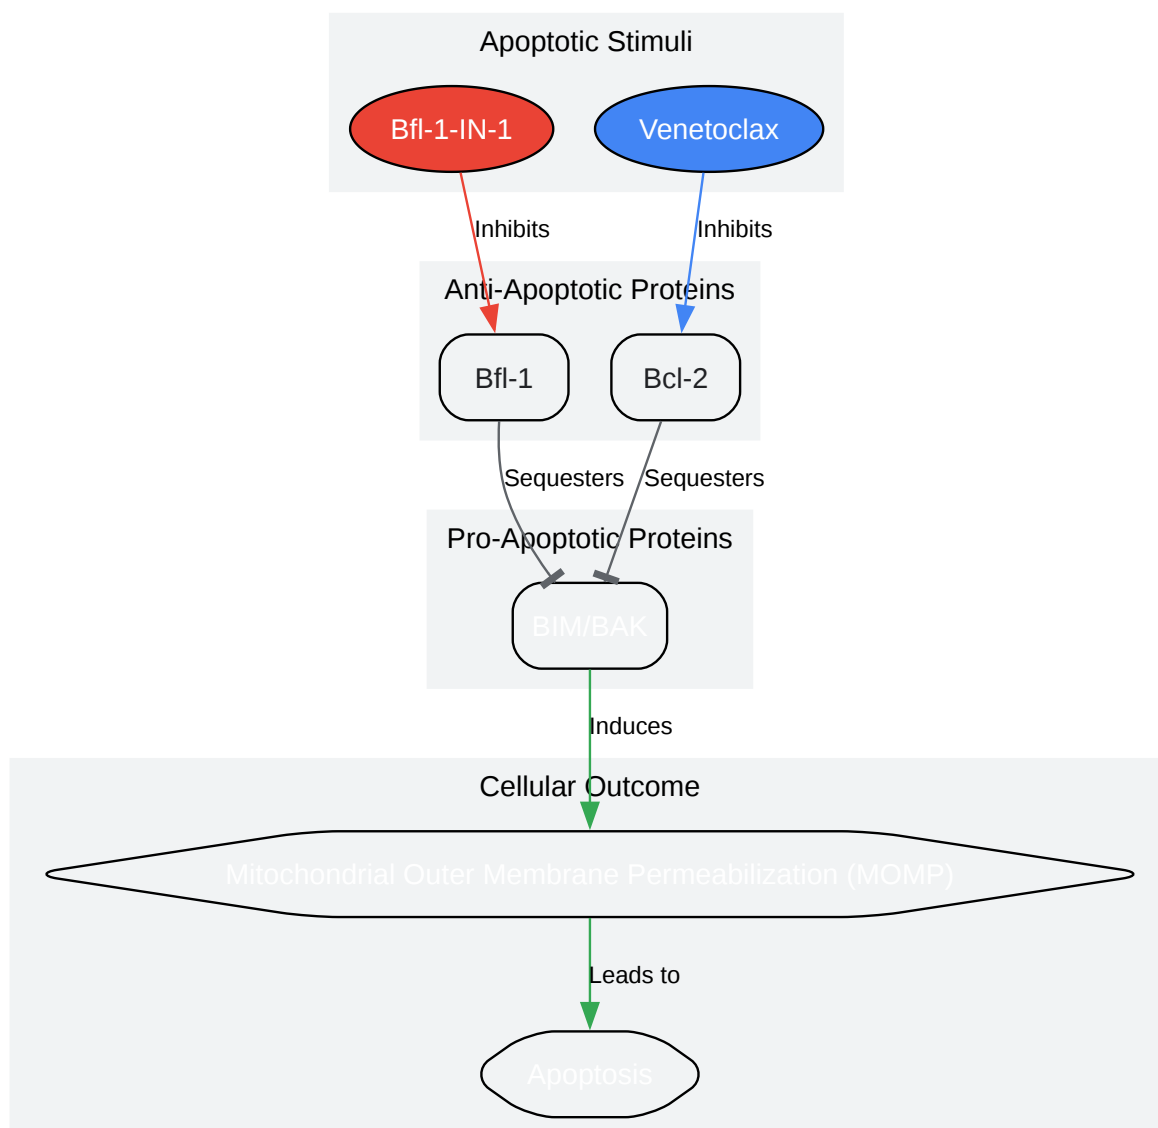 Apoptotic Stimuli
Bfl-1-IN-1
Venetoclax
Inhibits
Inhibits
Anti-Apoptotic Proteins
Bfl-1
Bcl-2
Sequesters
Sequesters
Pro-Apoptotic Proteins
BIM/BAK
Induces
Cellular Outcome
Mitochondrial Outer Membrane Permeabilization (MOMP)
Leads to
Apoptosis